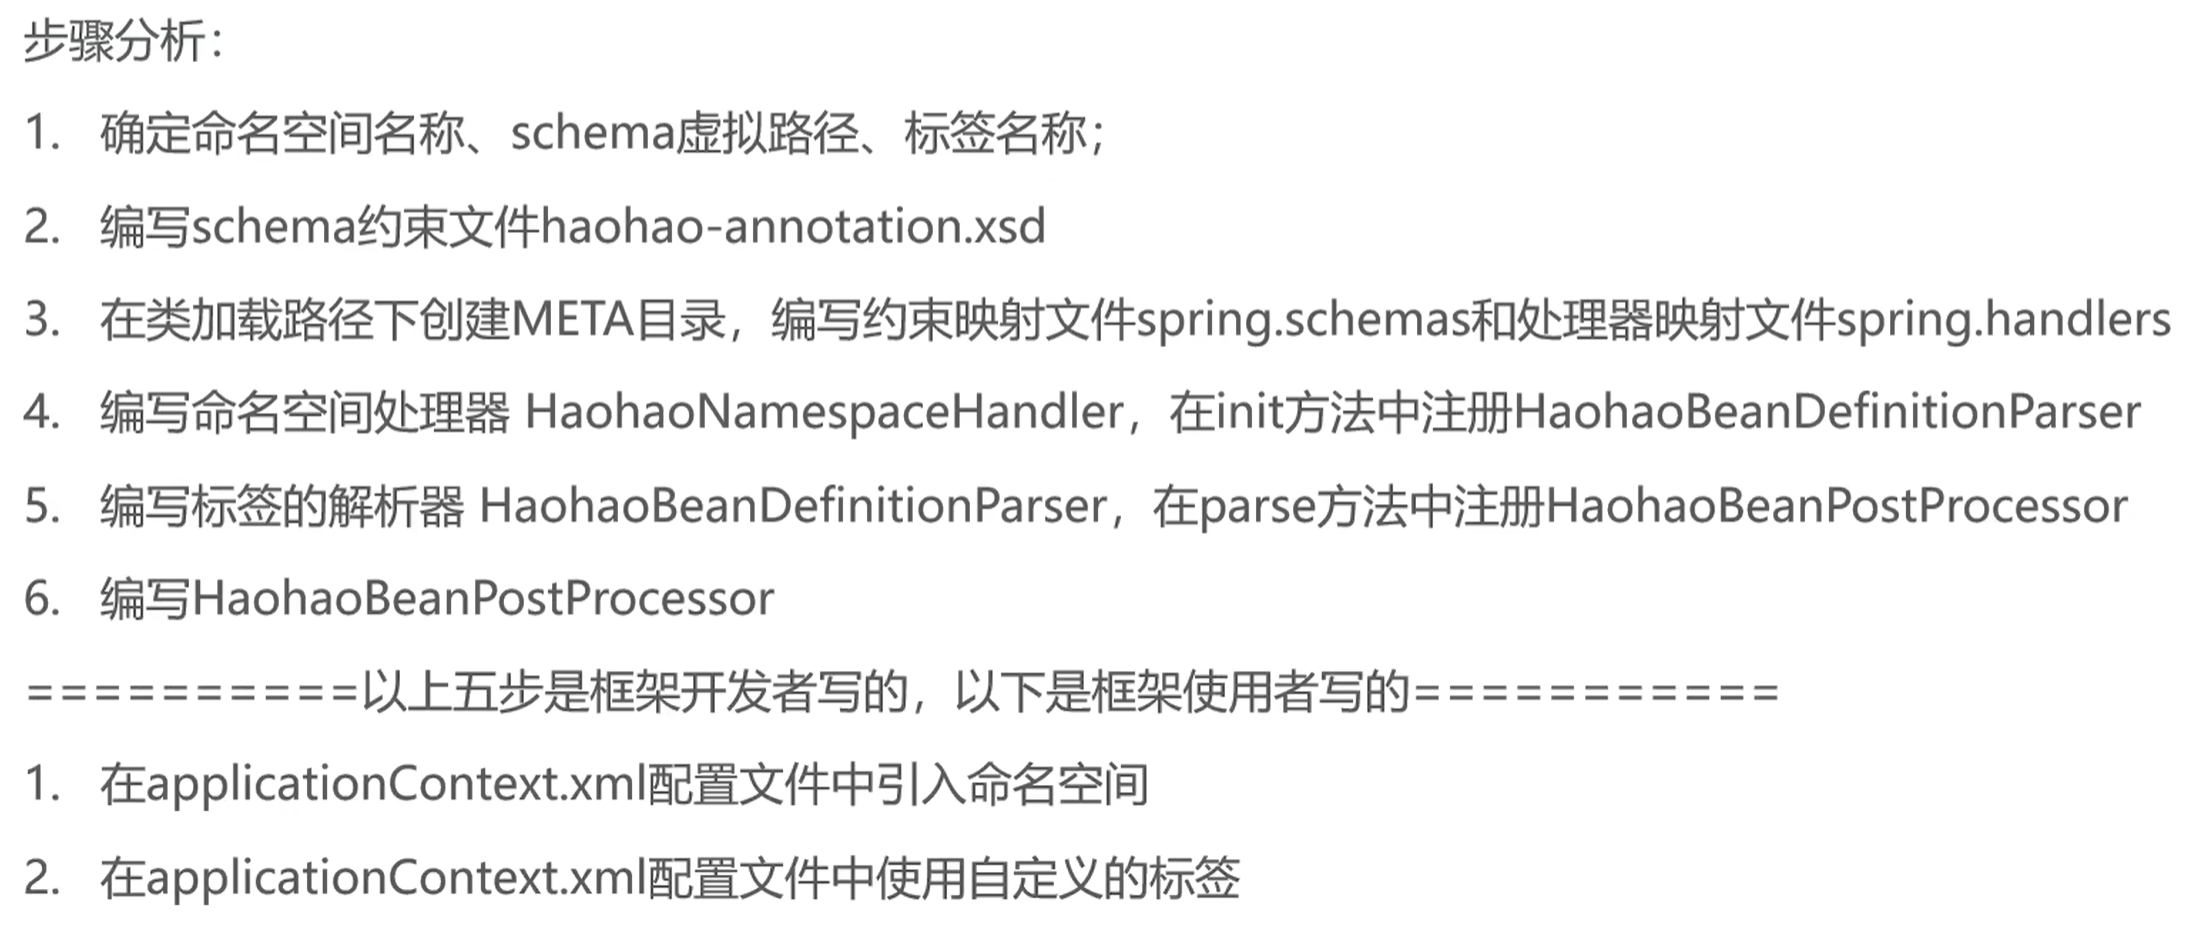 步骤分析：
1. 确定命名空间名称、schema虚拟路径、标签名称；
2. 编写schema约束文件haohao-annotation.xsd
3. 在类加载路径下创建META目录，编写约束映射文件spring.schemas和处理器映射文件spring.handlers
4. 编写命名空间处理器 HaohaoNamespaceHandler，在init方法中注册HaohaoBeanDefinitionParser
5. 编写标签的解析器 HaohaoBeanDefinitionParser，在parse方法中注册HaohaoBeanPostProcessor
6. 编写HaohaoBeanPostProcessor
==========以上五步是框架开发者写的，以下是框架使用者写的===========
1. 在applicationContext.xml配置文件中引入命名空间
2. 在applicationContext.xml配置文件中使用自定义的标签